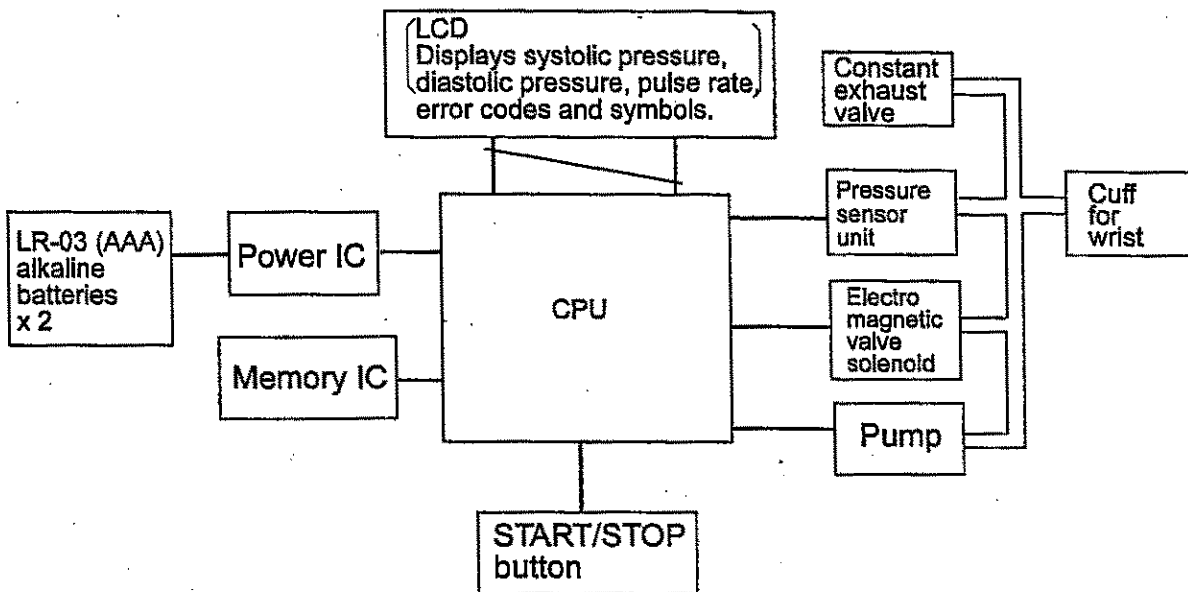 LCD
Displays systolic pressure,
diastolic pressure, pulse rate,
error codes and symbols.
Constant
exhaust
valve
LR-03 (AAA)
alkaline
batteries
x 2
Power IC
Memory IC
CPU
Pressure
sensor
unit
Electro
magnetic
valve
solenoid
Pump
Cuff
for
wrist
START/STOP
button